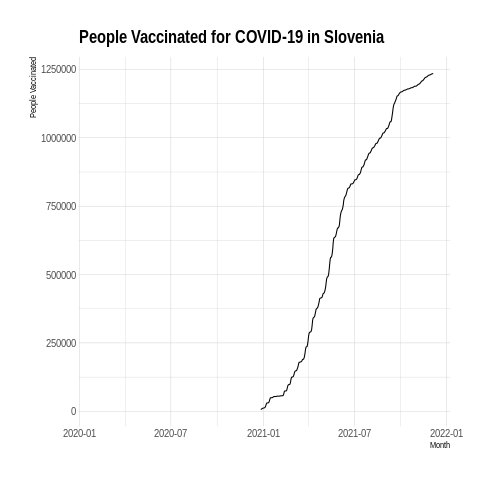 People Vaccinated for COVID-19 in Slovenia
People Vaccinated
1250000
1000000
750000
500000
250000
0
2020-01 2020-07 2021-01 2021-07 2022-01
Month